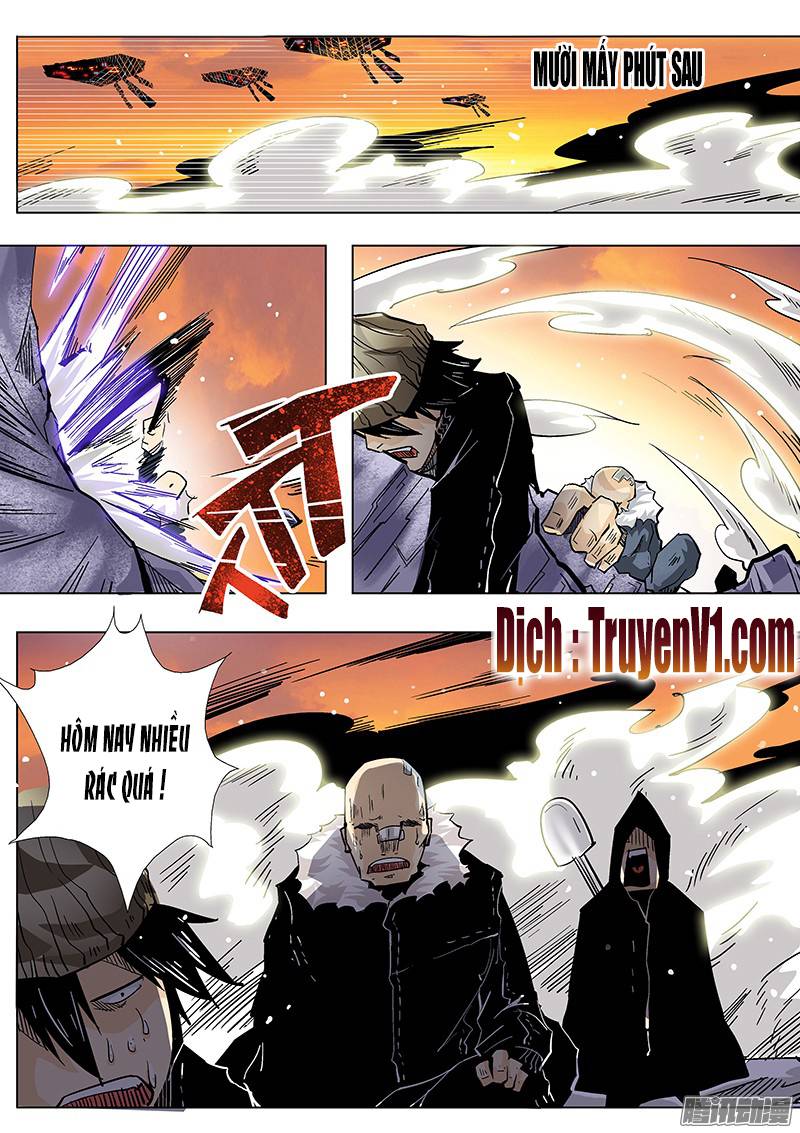 MƯỜI MẤY PHÚT SAU
Dịch : TruyenV1.com
HÔM NAY NHIỀU
RÁC QUÁ !
腾讯动漫